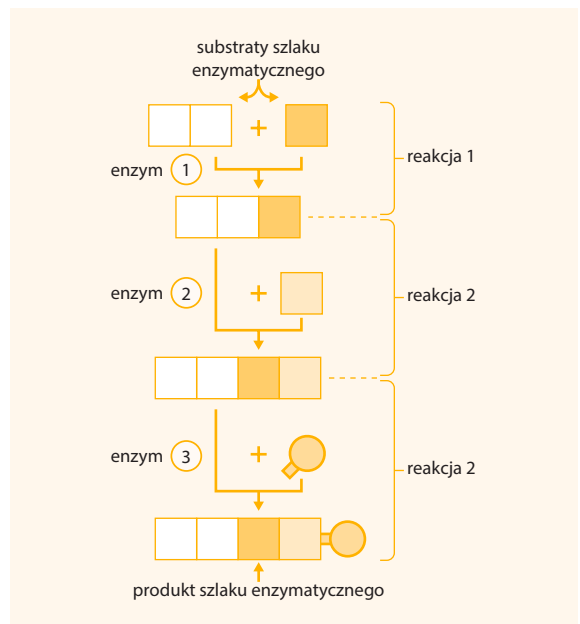 substraty szlaku
enzymatycznego
+
enzym 1
reakcja 1
enzym 2
+
reakcja 2
enzym 3
+
reakcja 2
produkt szlaku enzymatycznego